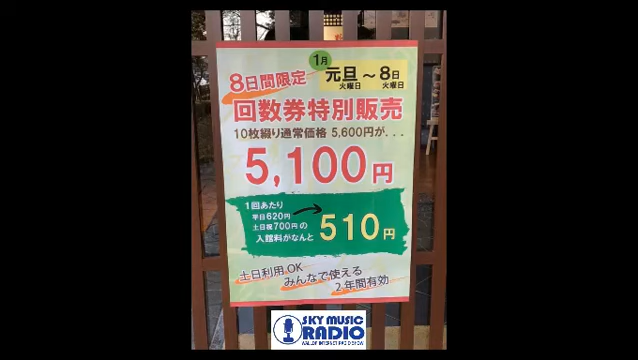 8日間限定
1月
元旦～8日
火曜日 火曜日
回数券特別販売
10枚綴り通常価格 5,600円が...
5,100円
1回あたり
平日620円
土日祝700円の
入館料がなんと
510円
土日利用OK
みんなで使える
2年間有効
SKY MUSIC
RADIO